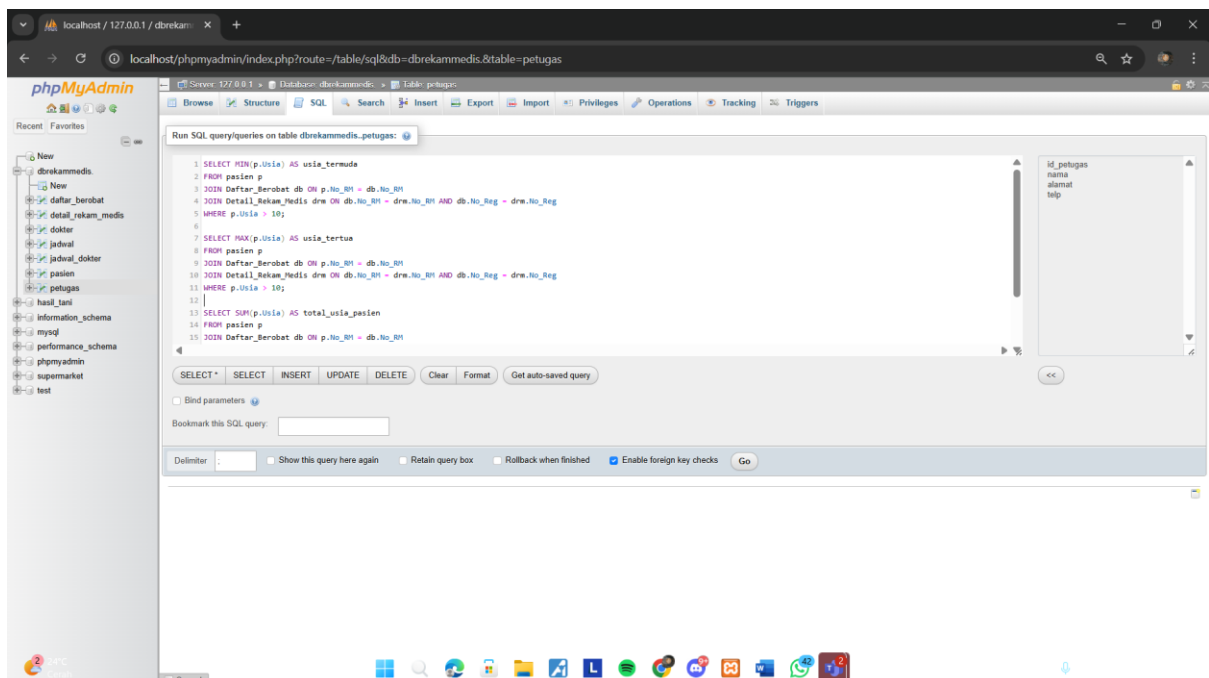 localhost / 127.0.0.1 / dbrekam
localhost/phpmyadmin/index.php?route=/table/sql&db=dbrekammedis.&table=petugas
phpMyAdmin
Recent Favorites
New
dbrekammedis.
New
daftar_berobat
detail_rekam_medis
dokter
jadwal
jadwal_dokter
pasien
petugas
hasil_tani
information_schema
mysql
performance_schema
phpmyadmin
supermarket
test
Server: 127.0.0.1 » Database: dbrekammedis. » Table: petugas
Browse Structure SQL Search Insert Export Import Privileges Operations Tracking Triggers
Run SQL query/queries on table dbrekammedis..petugas:
1 SELECT MIN(p.Usia) AS usia_termuda
2 FROM pasien p
3 JOIN Daftar_Berobat db ON p.No_RM = db.No_RM
4 JOIN Detail_Rekam_Medis drm ON db.No_RM = drm.No_RM AND db.No_Reg = drm.No_Reg
5 WHERE p.Usia > 10;
6
7 SELECT MAX(p.Usia) AS usia_tertua
8 FROM pasien p
9 JOIN Daftar_Berobat db ON p.No_RM = db.No_RM
10 JOIN Detail_Rekam_Medis drm ON db.No_RM = drm.No_RM AND db.No_Reg = drm.No_Reg
11 WHERE p.Usia > 10;
12
13 SELECT SUM(p.Usia) AS total_usia_pasien
14 FROM pasien p
15 JOIN Daftar_Berobat db ON p.No_RM = db.No_RM
id_petugas
nama
alamat
telp
SELECT * SELECT INSERT UPDATE DELETE Clear Format Get auto-saved query <<
Bind parameters
Bookmark this SQL query:
Delimiter ; Show this query here again Retain query box Rollback when finished Enable foreign key checks Go
2 24°C
L W 42 2